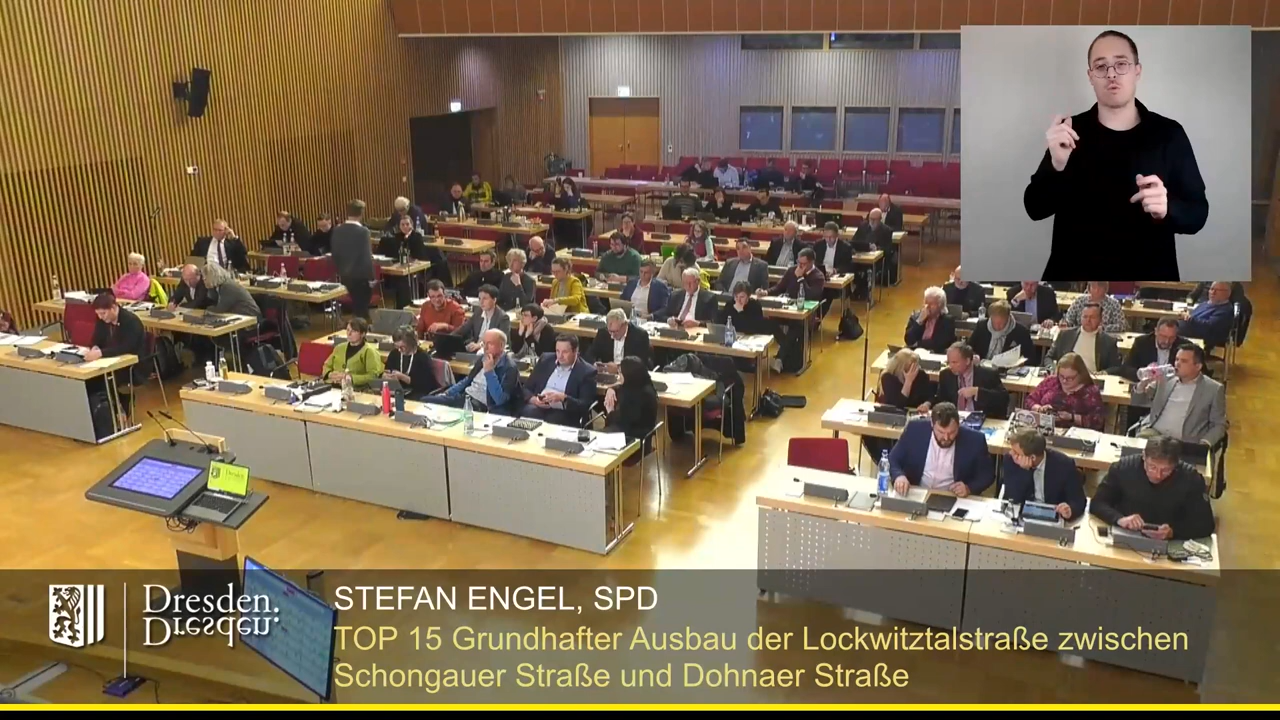 Dresden.
Dresden.
STEFAN ENGEL, SPD
TOP 15 Grundhafter Ausbau der Lockwitztalstraße zwischen
Schongauer Straße und Dohnaer Straße